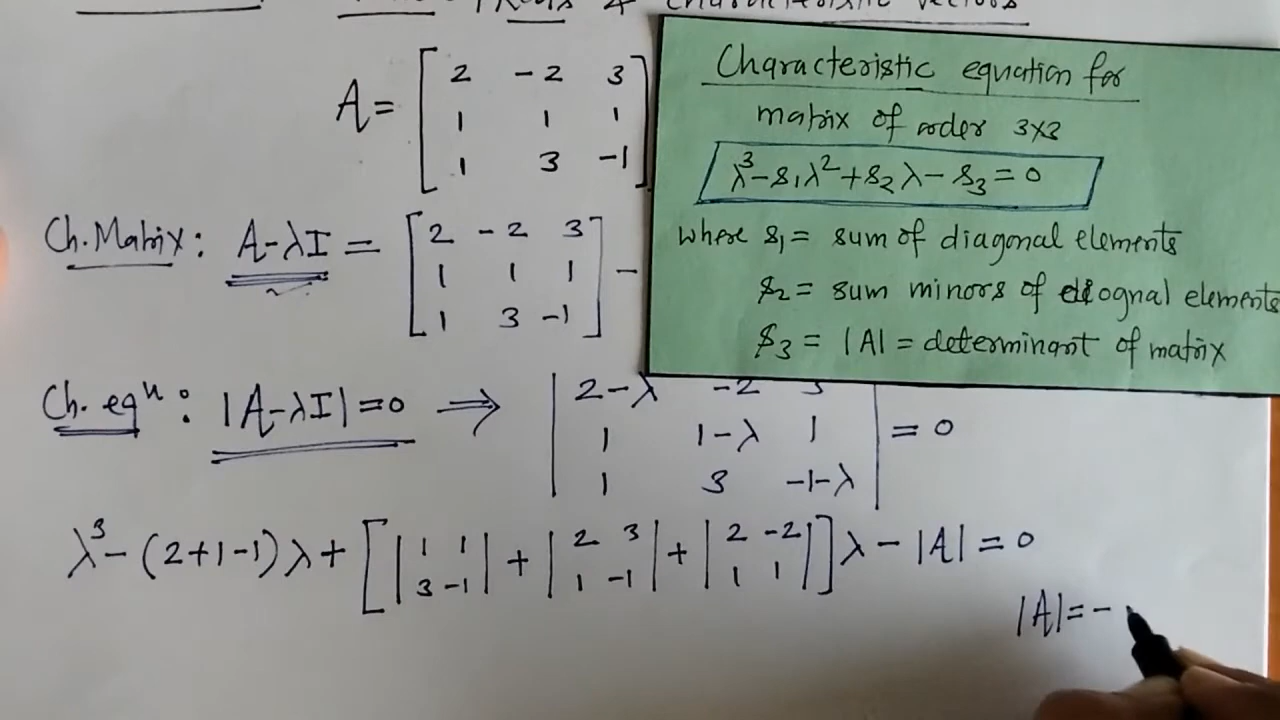 & Characteristic vectors
A = [ 2 -2 3
1 1 1
1 3 -1 ]
Ch. Matrix : A-λI = [ 2 -2 3
1 1 1
1 3 -1 ] -
Ch. eqⁿ : |A-λI| = 0 ⇒ | 2-λ -2 3
1 1-λ 1
1 3 -1-λ | = 0
λ³ - (2+1-1)λ + [ | 1 1 | + | 2 3 | + | 2 -2 | ] λ - |A| = 0
3 -1 1 -1 1 1
|A| = -
Characteristic equation for
matrix of order 3×3
λ³ - S₁λ² + S₂λ - S₃ = 0
where S₁ = sum of diagonal elements
S₂ = sum minors of diognal elements
S₃ = |A| = determinant of matrix